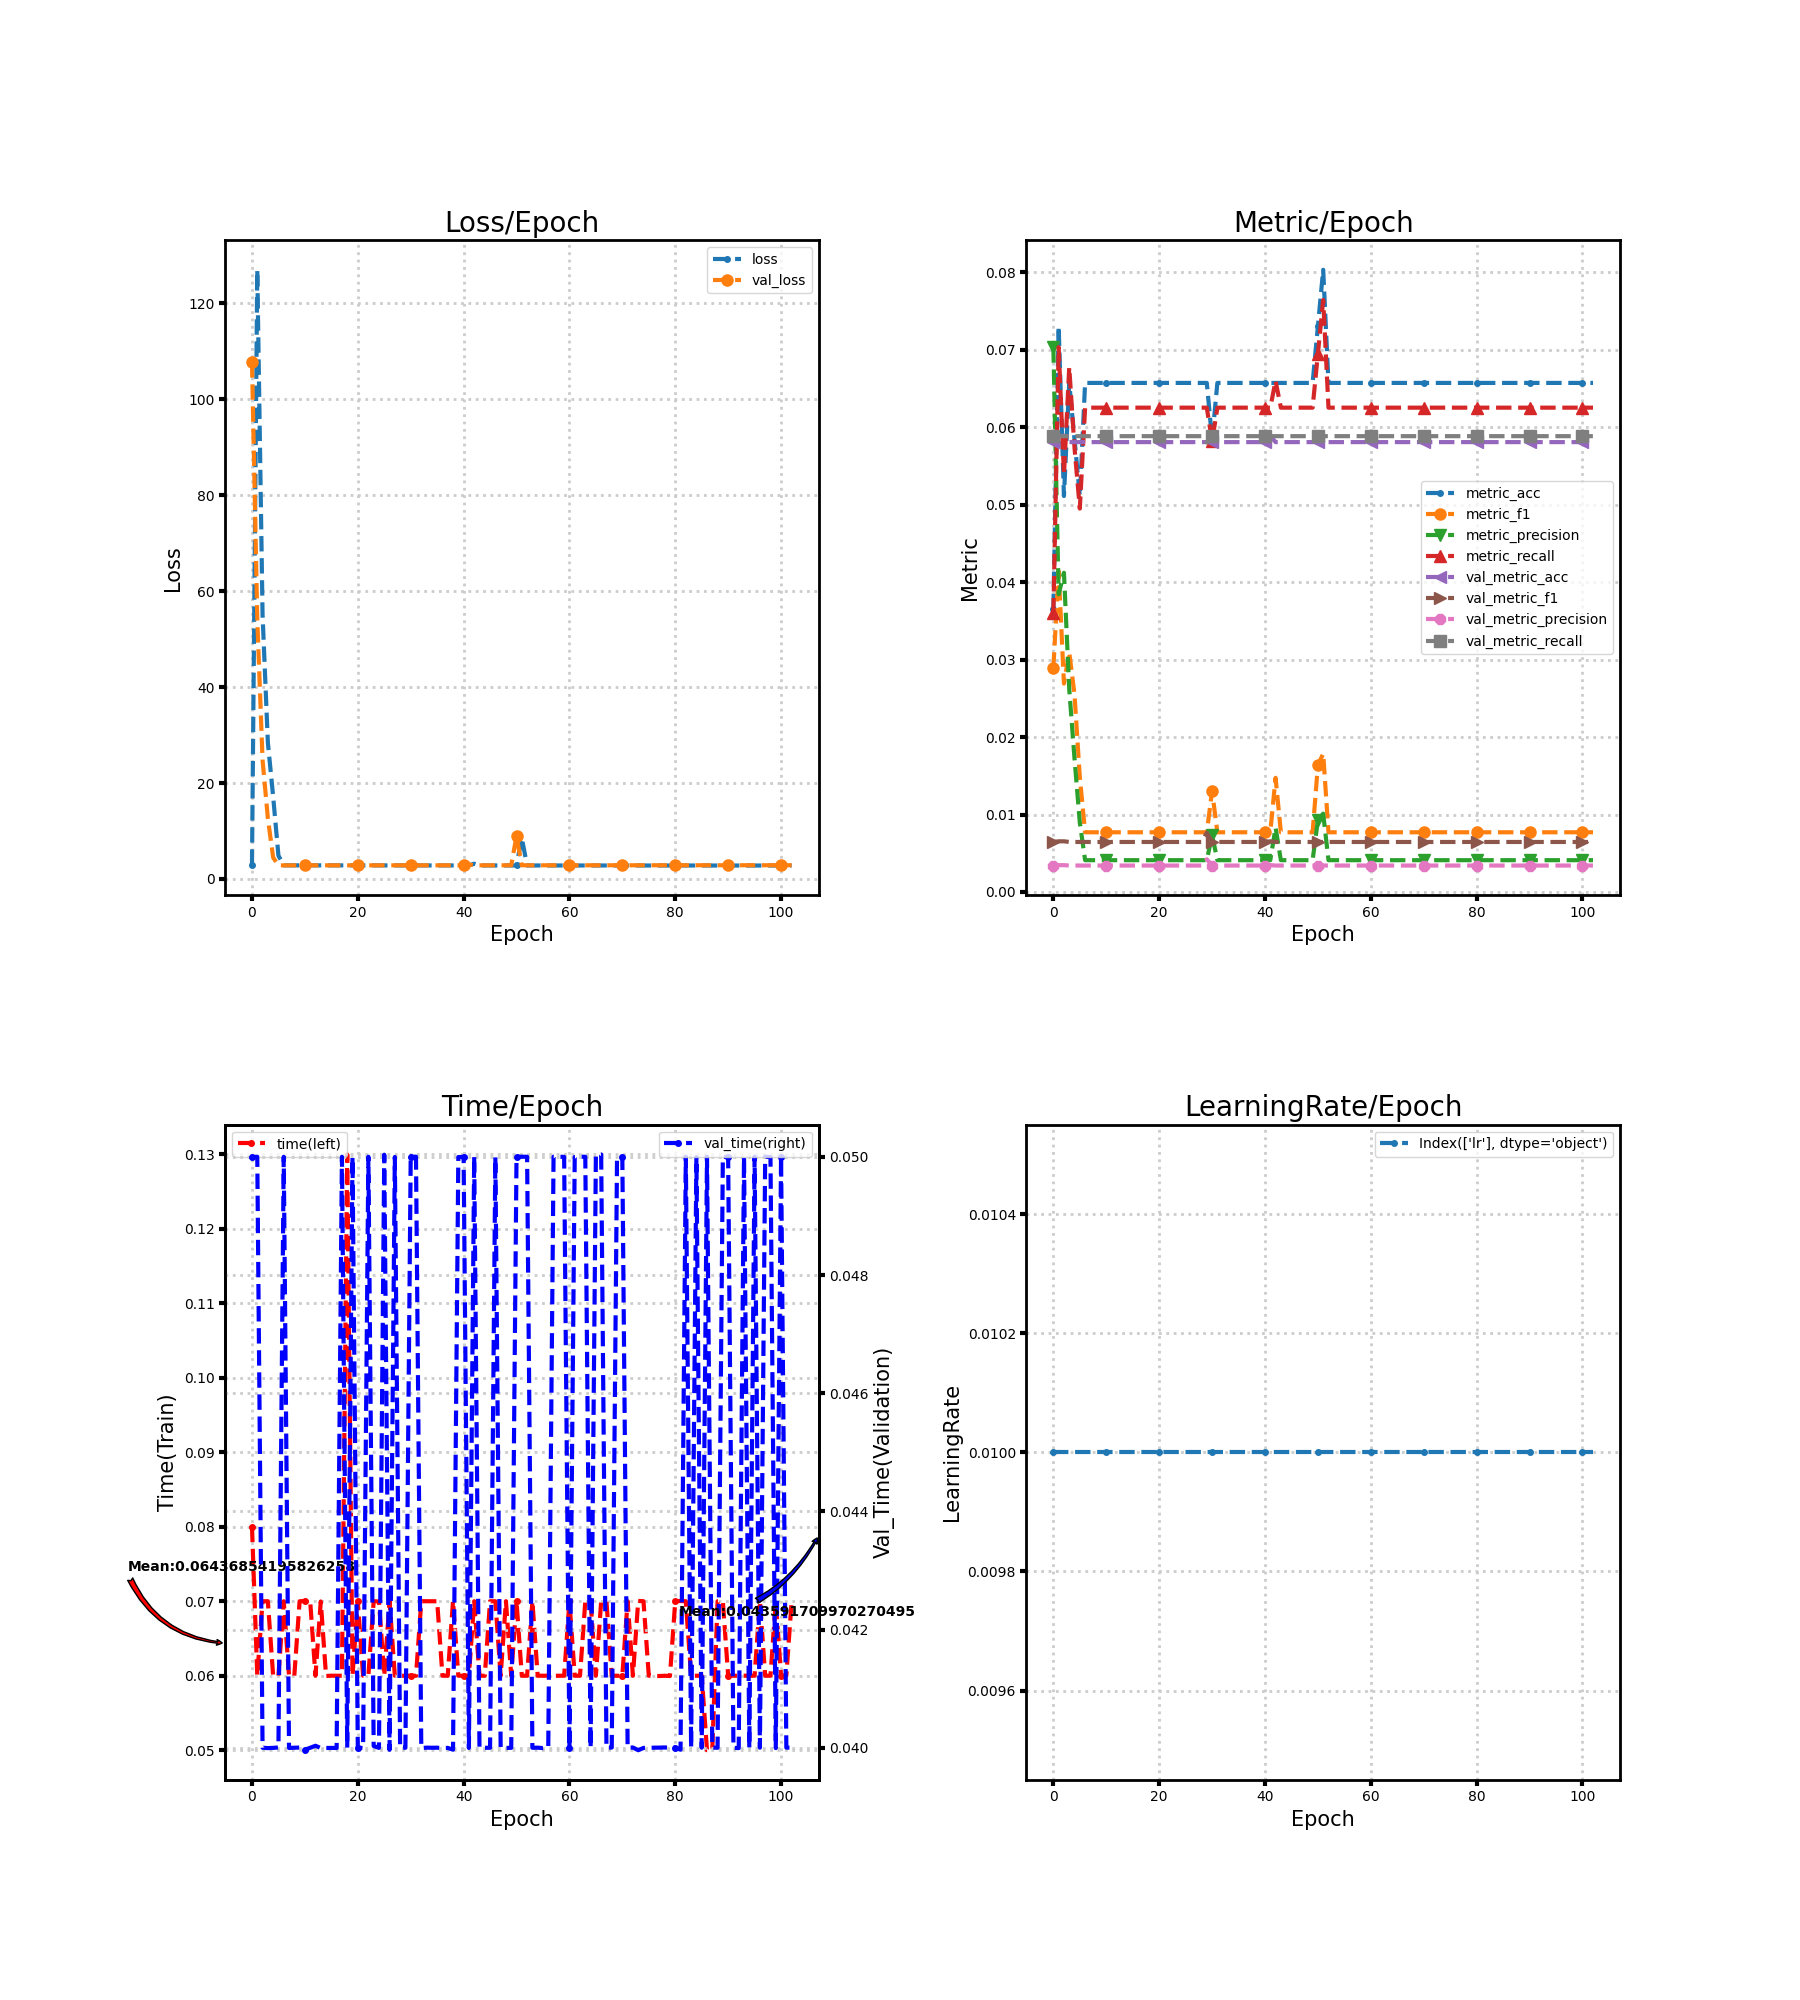 Loss/Epoch
loss
val_loss
120
100
80
60
40
20
0
Loss
0 20 40 60 80 100
Epoch
Metric/Epoch
0.08
0.07
0.06
0.05
0.04
0.03
0.02
0.01
0.00
Metric
metric_acc
metric_f1
metric_precision
metric_recall
val_metric_acc
val_metric_f1
val_metric_precision
val_metric_recall
0 20 40 60 80 100
Epoch
Time/Epoch
time(left)
val_time(right)
0.13
0.12
0.11
0.10
0.09
0.08
0.07
0.06
0.05
Time(Train)
0.050
0.048
0.046
0.044
0.042
0.040
Val_Time(Validation)
Mean:0.043591709970270495
0 20 40 60 80 100
Epoch
LearningRate/Epoch
Index(['lr'], dtype='object')
0.0104
0.0102
0.0100
0.0098
0.0096
LearningRate
0 20 40 60 80 100
Epoch